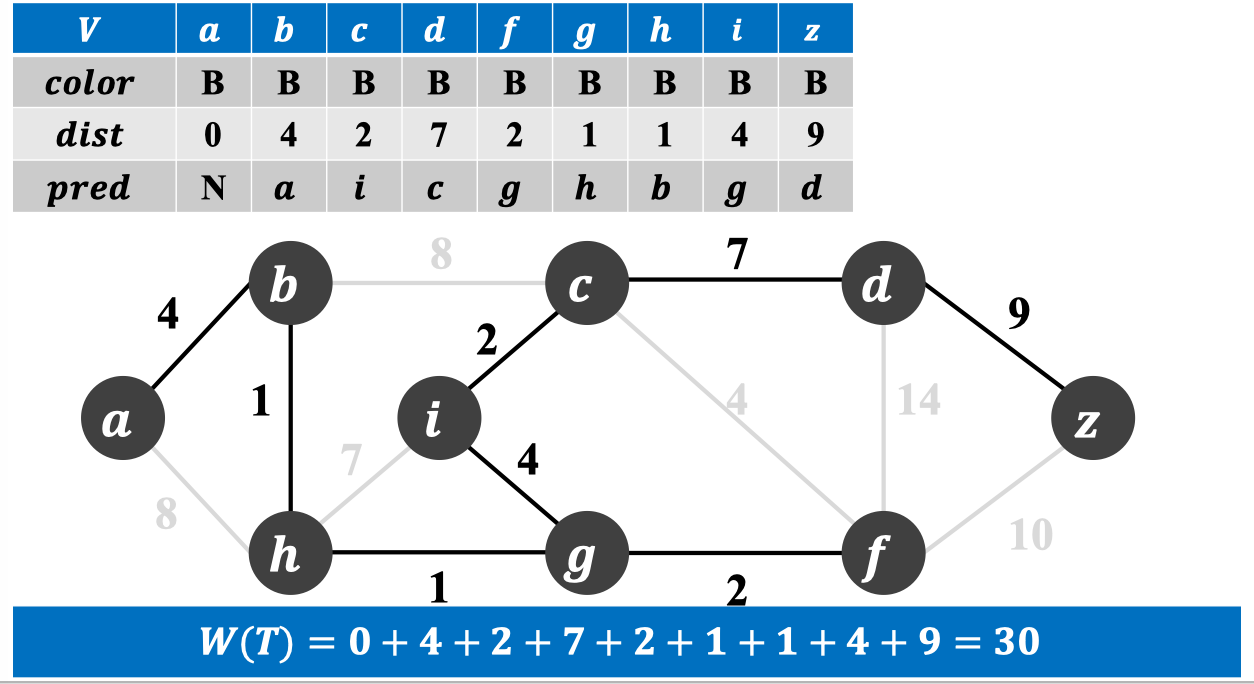 V a b c d f g h i z
color B B B B B B B B B
dist 0 4 2 7 2 1 1 4 9
pred N a i c g h b g d
8 7
b c d
4 2 9
1 4 14
a i z
7 4
8 10
h g f
1 2
W(T) = 0 + 4 + 2 + 7 + 2 + 1 + 1 + 4 + 9 = 30